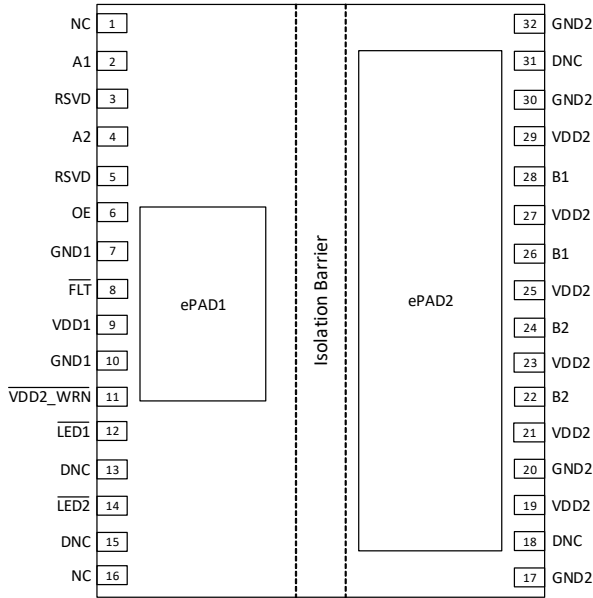 NC 1
A1 2
RSVD 3
A2 4
RSVD 5
OE 6
GND1 7
FLT 8
VDD1 9
GND1 10
VDD2_WRN 11
LED1 12
DNC 13
LED2 14
DNC 15
NC 16
ePAD1
Isolation Barrier
ePAD2
32 GND2
31 DNC
30 GND2
29 VDD2
28 B1
27 VDD2
26 B1
25 VDD2
24 B2
23 VDD2
22 B2
21 VDD2
20 GND2
19 VDD2
18 DNC
17 GND2